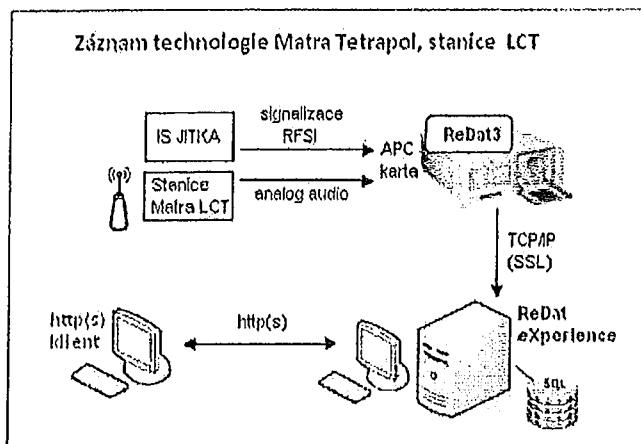 Záznam technologie Matra Tetrapol, stanice LCT
IS JITKA
signalizace
RFSI
Stanice
Matra LCT
analog audio
APC
karta
ReDat3
TCP/IP
(SSL)
http(s)
klient
http(s)
ReDat
eXperience
SQL